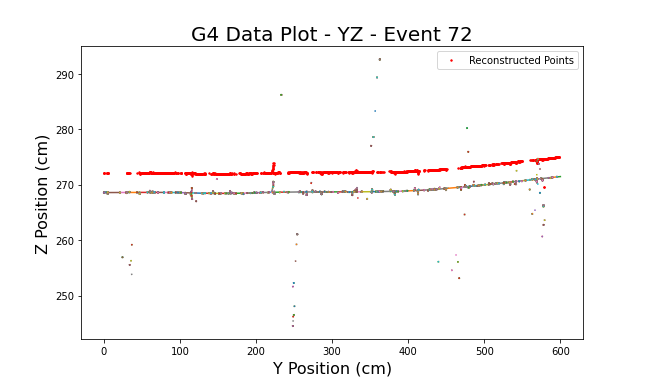 G4 Data Plot - YZ - Event 72
Reconstructed Points
Z Position (cm)
290
280
270
260
250
0 100 200 300 400 500 600
Y Position (cm)